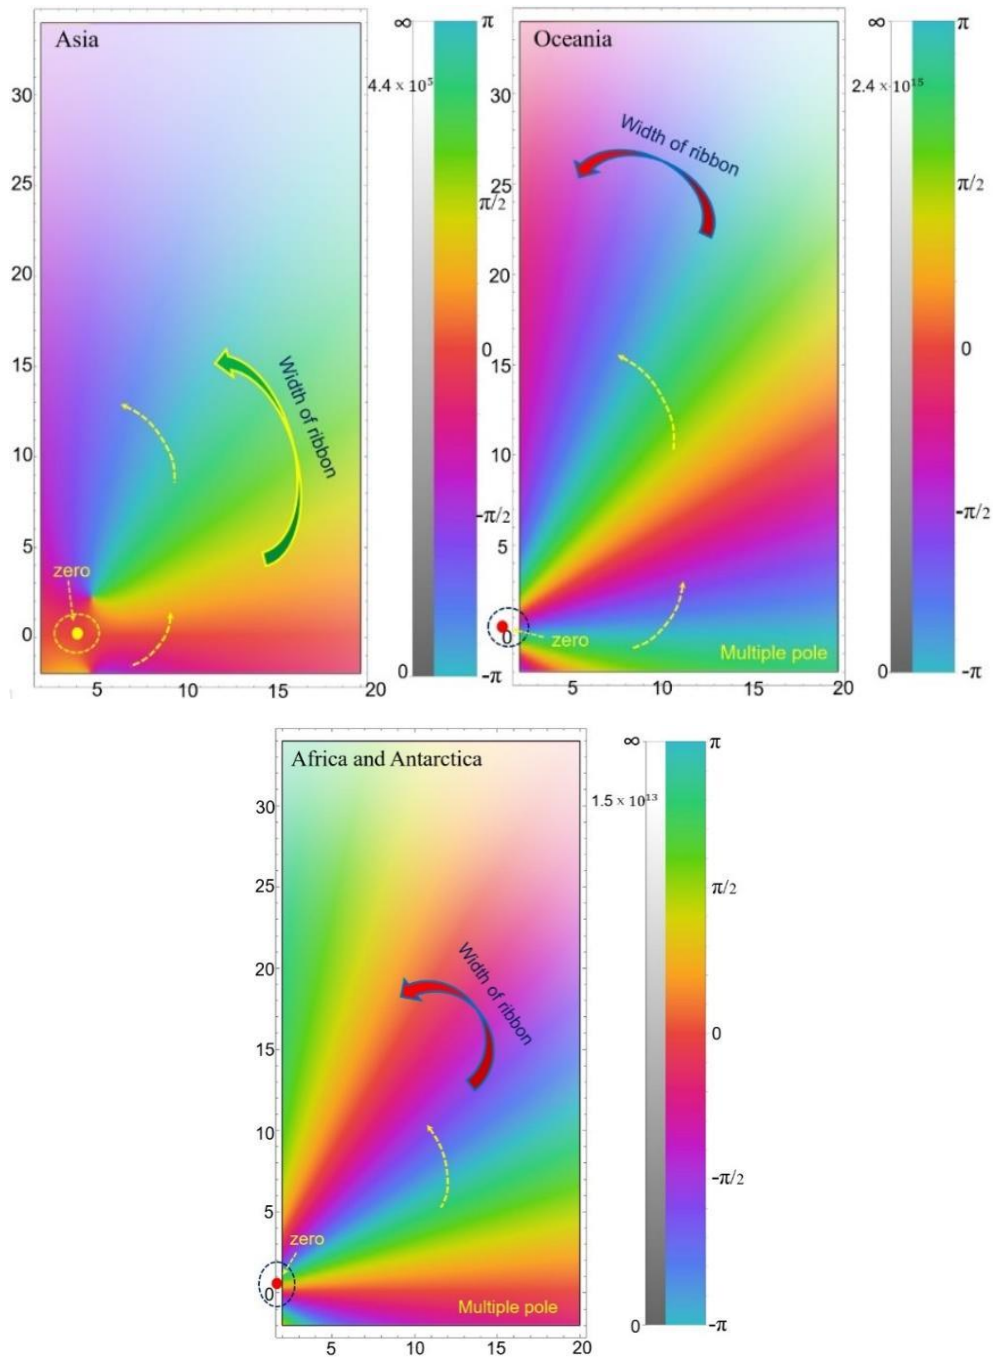 Asia
Width of ribbon
zero
30
25
20
15
10
5
0
5
10
15
20
∞
4.4 × 10⁵
0
π
π/2
0
-π/2
-π
Oceania
Width of ribbon
zero
Multiple pole
30
25
20
15
10
5
0
5
10
15
20
∞
2.4 × 10¹⁵
0
π
π/2
0
-π/2
-π
Africa and Antarctica
Width of ribbon
zero
Multiple pole
30
25
20
15
10
5
0
5
10
15
20
∞
1.5 × 10¹³
0
π
π/2
0
-π/2
-π